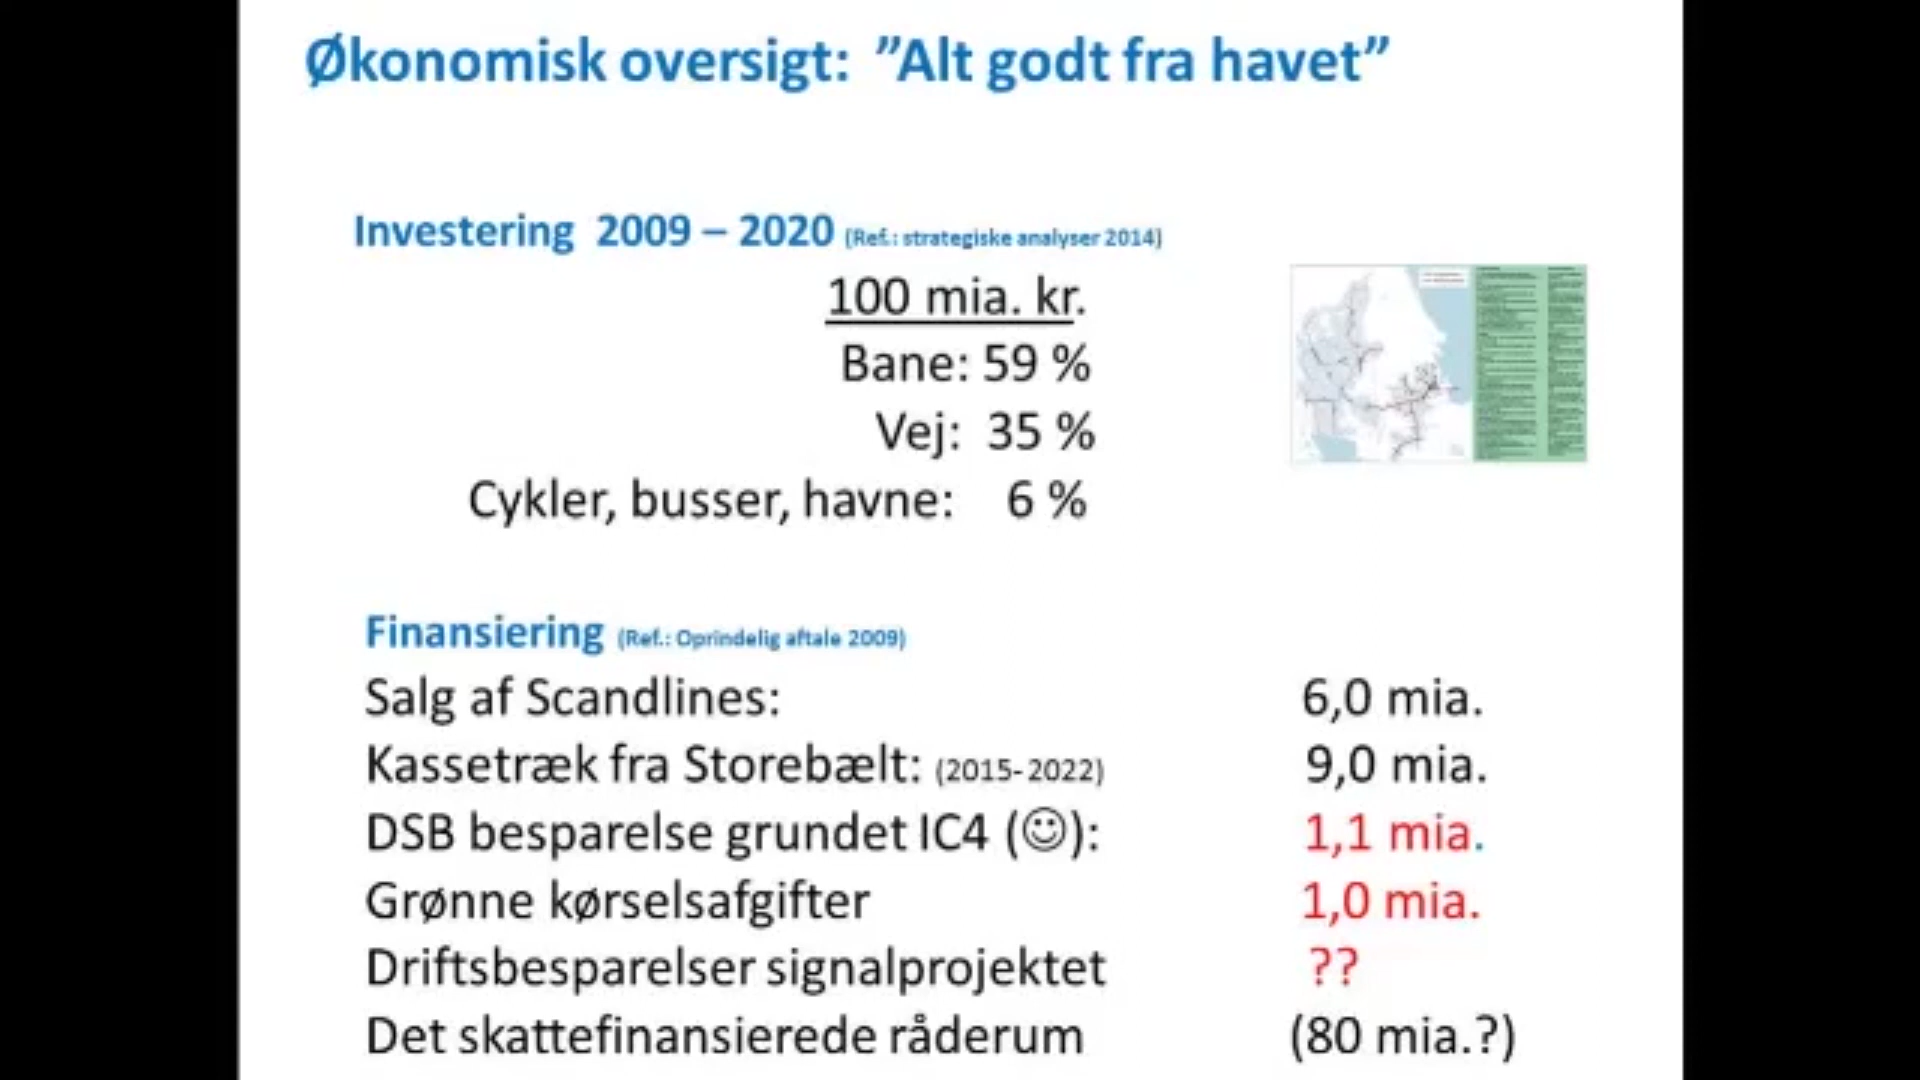 Økonomisk oversigt: ”Alt godt fra havet”
Investering 2009 – 2020 (Ref.: strategiske analyser 2014)
100 mia. kr.
Bane: 59 %
Vej: 35 %
Cykler, busser, havne: 6 %
Finansiering (Ref.: Oprindelig aftale 2009)
Salg af Scandlines: 6,0 mia.
Kassetræk fra Storebælt: (2015-2022) 9,0 mia.
DSB besparelse grundet IC4 (☺): 1,1 mia.
Grønne kørselsafgifter 1,0 mia.
Driftsbesparelser signalprojektet ??
Det skattefinansierede råderum (80 mia.?)